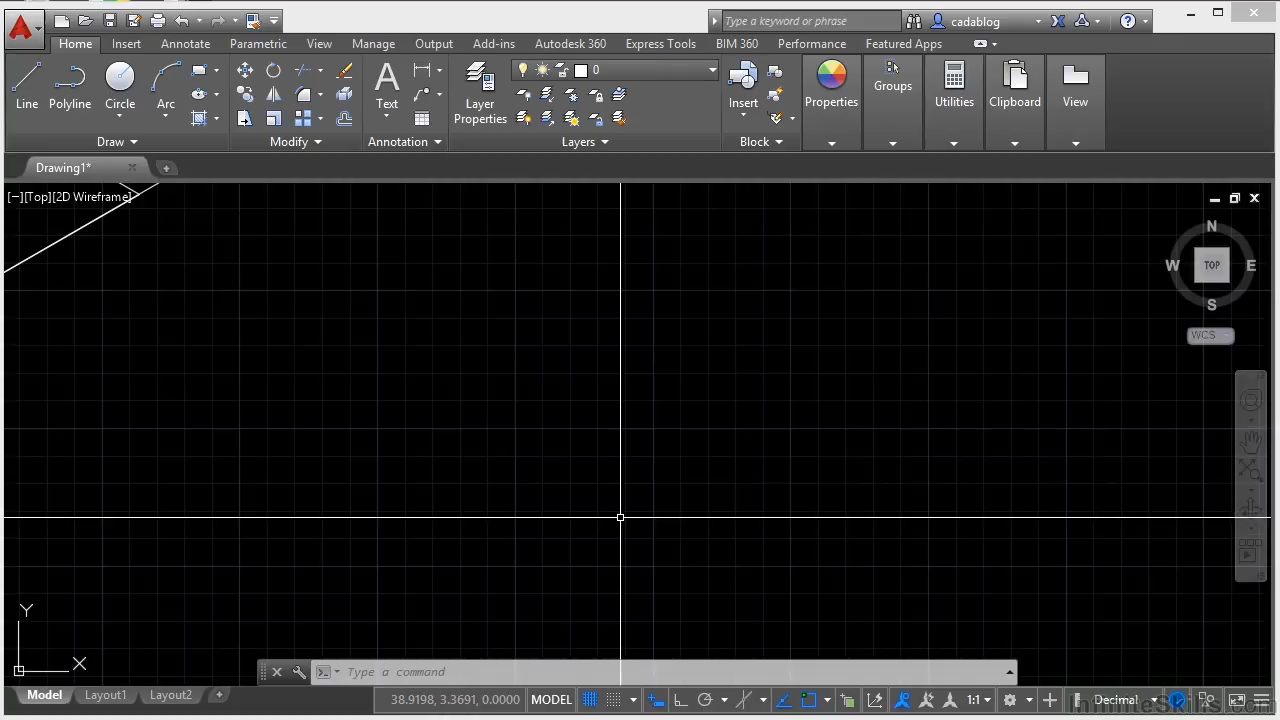 Type a keyword or phrase
cadablog
Home Insert Annotate Parametric View Manage Output Add-ins Autodesk 360 Express Tools BIM 360 Performance Featured Apps
0
Line Polyline Circle Arc Text Layer Properties Insert Properties Groups Utilities Clipboard View
Draw Modify Annotation Layers Block
Drawing1*
[−][Top][2D Wireframe]
N
W TOP E
S
WCS
Y
X
Type a command
Model Layout1 Layout2 + 38.9198, 3.3691, 0.0000 MODEL 1:1 Decimal
InfiniteSkills.com